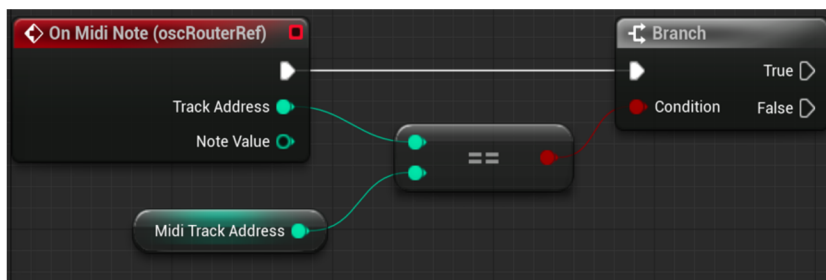 On Midi Note (oscRouterRef)
Track Address
Note Value
Midi Track Address
==
Branch
True
Condition
False